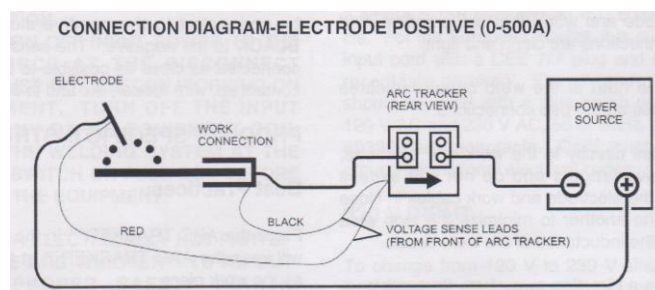 CONNECTION DIAGRAM-ELECTRODE POSITIVE (0-500A)
ELECTRODE
ARC TRACKER
(REAR VIEW)
POWER
SOURCE
WORK
CONNECTION
BLACK
RED
VOLTAGE SENSE LEADS
(FROM FRONT OF ARC TRACKER)